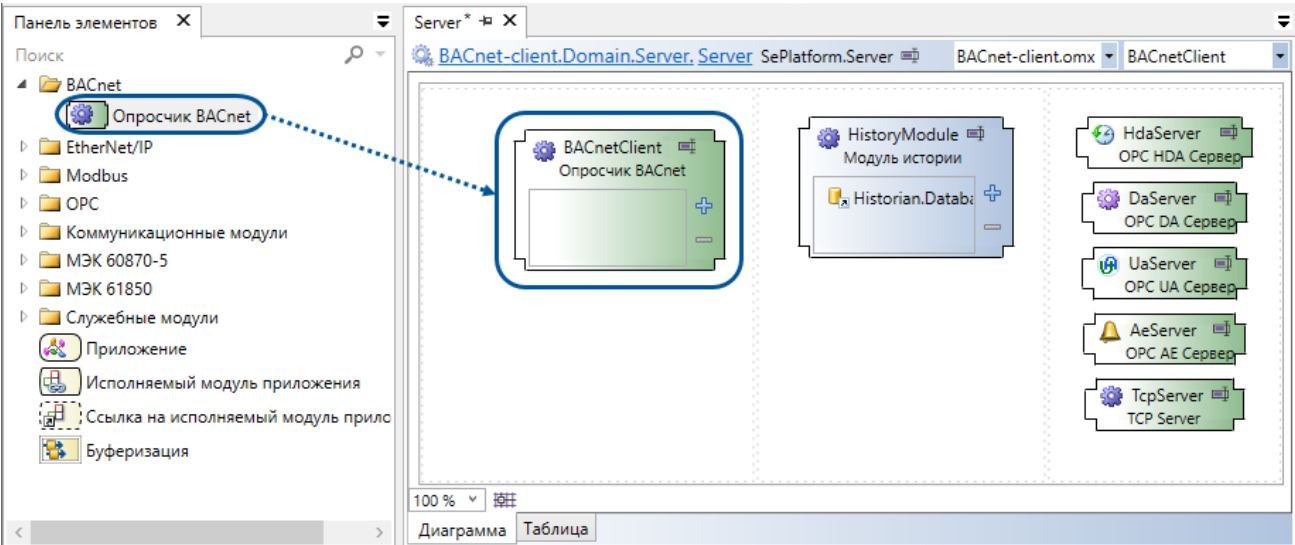 Панель элементов
Поиск
BACnet
Опросчик BACnet
EtherNet/IP
Modbus
OPC
Коммуникационные модули
МЭК 60870-5
МЭК 61850
Служебные модули
Приложение
Исполняемый модуль приложения
Ссылка на исполняемый модуль прило
Буферизация
Server*
BACnet-client.Domain.Server. Server SePlatform.Server BACnet-client.omx BACnetClient
BACnetClient
Опросчик BACnet
HistoryModule
Модуль истории
Historian.Databa
HdaServer
OPC HDA Сервер
DaServer
OPC DA Сервер
UaServer
OPC UA Сервер
AeServer
OPC AE Сервер
TcpServer
TCP Server
100 %
Диаграмма Таблица